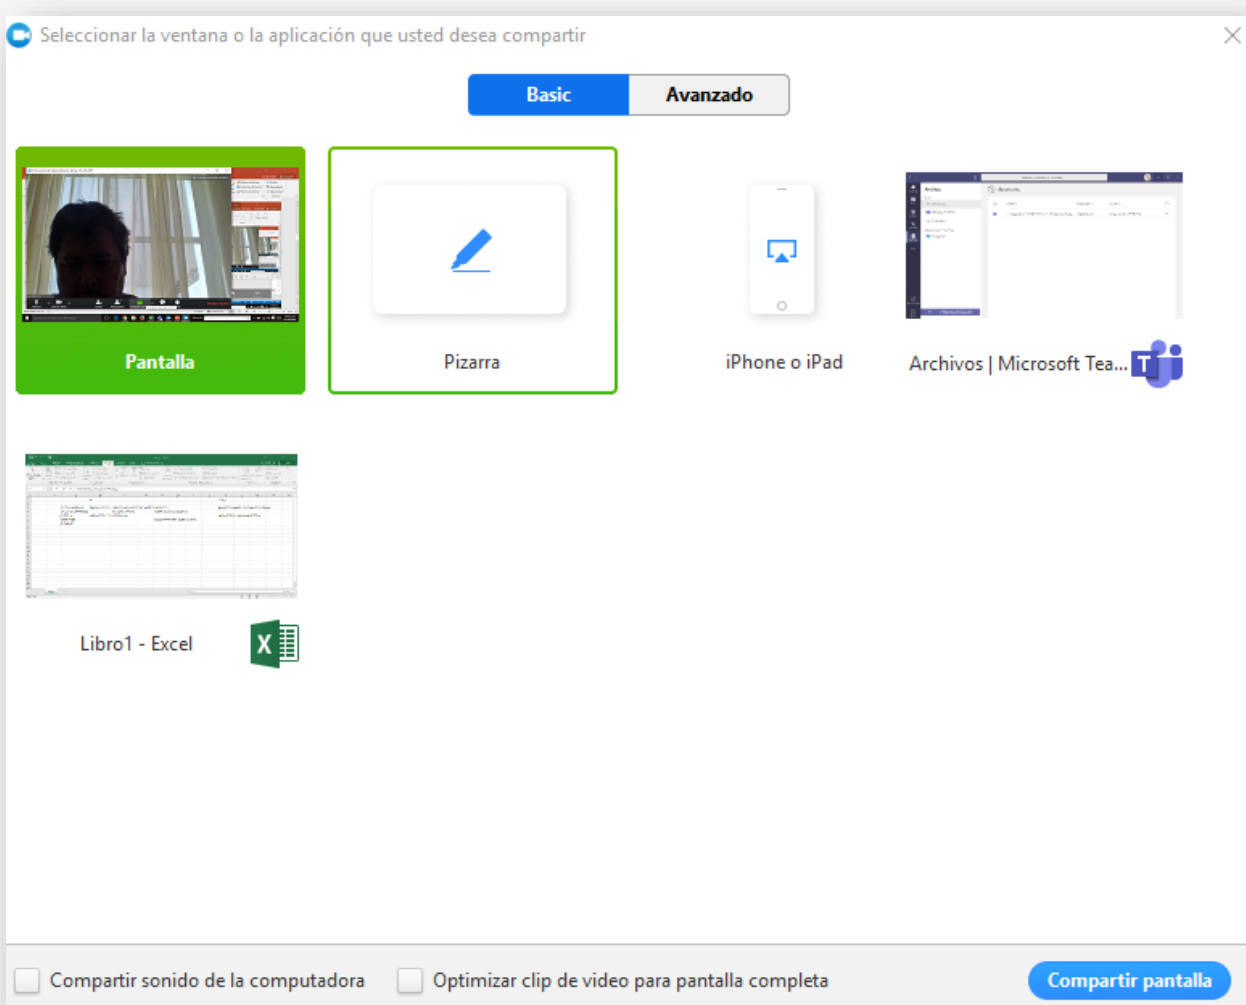 Seleccionar la ventana o la aplicación que usted desea compartir
Basic
Avanzado
Pantalla
Pizarra
iPhone o iPad
Archivos | Microsoft Tea...
Libro1 - Excel
Compartir sonido de la computadora
Optimizar clip de video para pantalla completa
Compartir pantalla